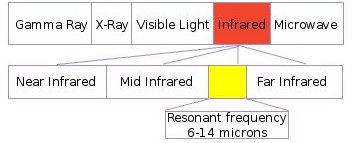 Gamma Ray X-Ray Visible Light Infrared Microwave
Near Infrared Mid Infrared Far Infrared
Resonant frequency
6-14 microns